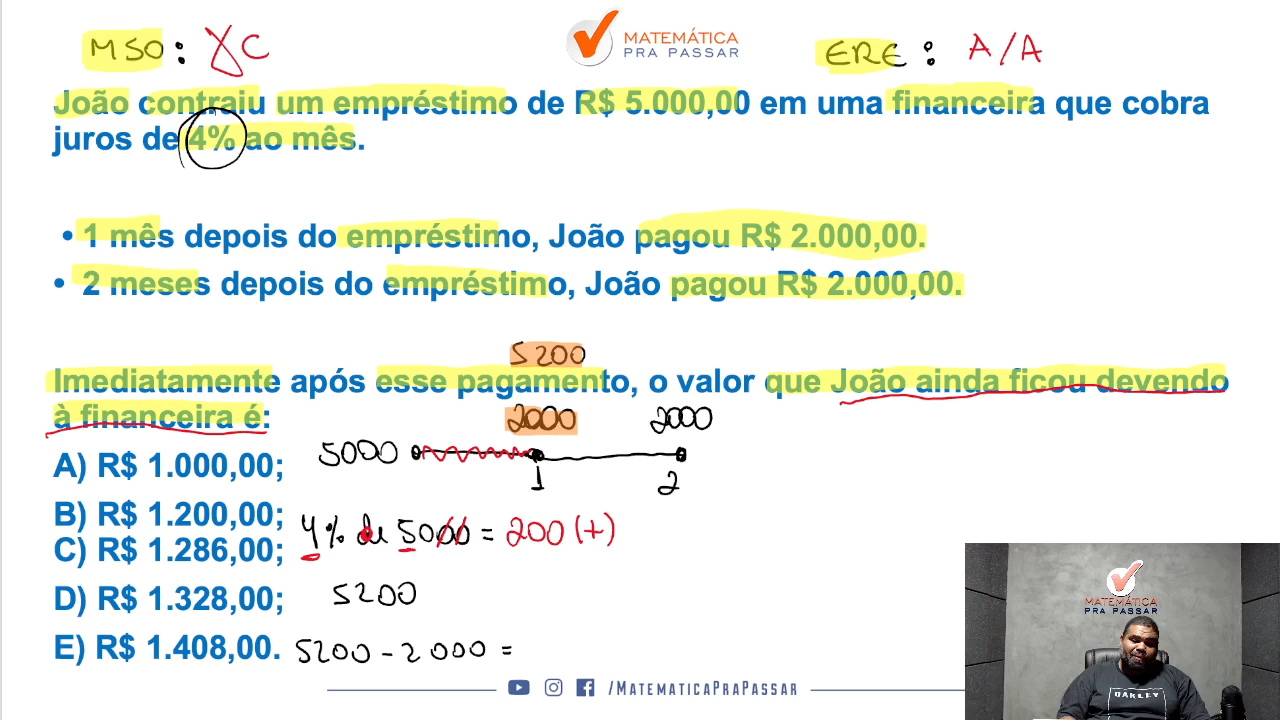 MSO : JC
MATEMÁTICA
PRA PASSAR
ERE : A/A
João contraiu um empréstimo de R$ 5.000,00 em uma financeira que cobra
juros de 4% ao mês.
• 1 mês depois do empréstimo, João pagou R$ 2.000,00.
• 2 meses depois do empréstimo, João pagou R$ 2.000,00.
5200
Imediatamente após esse pagamento, o valor que João ainda ficou devendo
à financeira é:
2000 2000
5000
1 2
A) R$ 1.000,00;
B) R$ 1.200,00;
4% de 5000 = 200 (+)
C) R$ 1.286,00;
D) R$ 1.328,00;
5200
E) R$ 1.408,00.
5200 - 2000 =
/MatematicaPraPassar
MATEMÁTICA
PRA PASSAR
OAKLEY